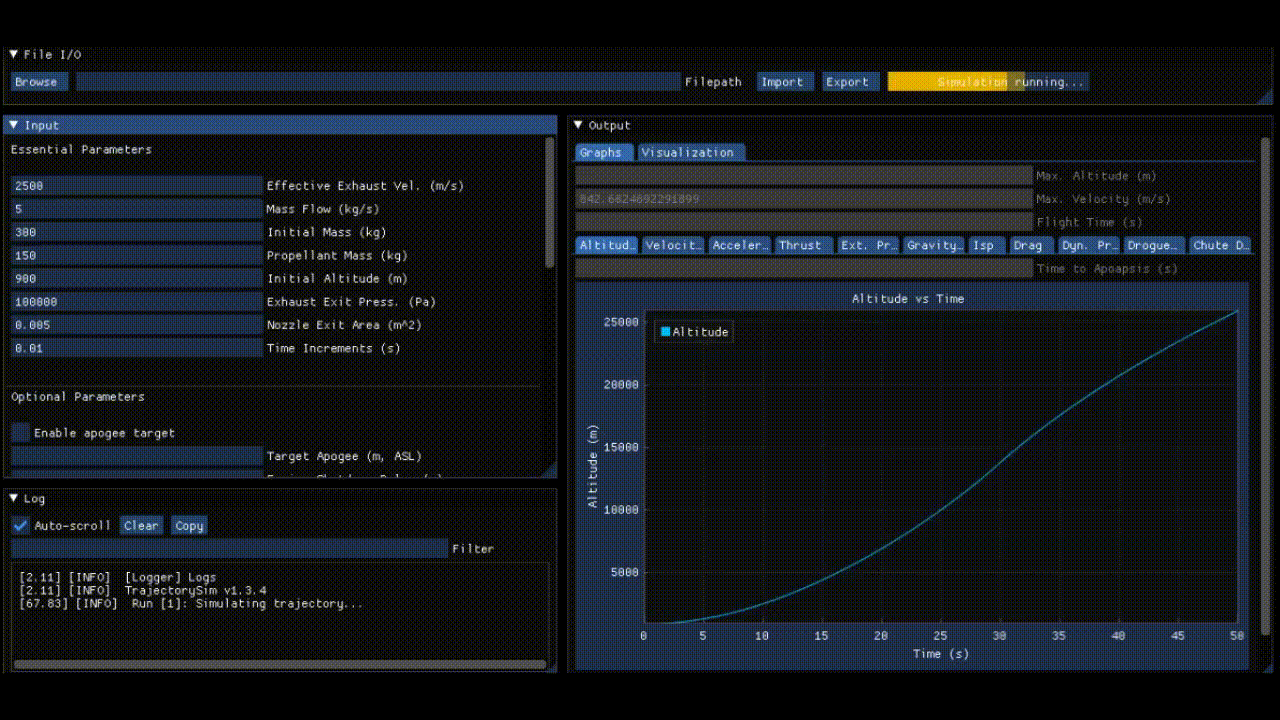 File I/O
Browse Filepath Import Export Simulation running...
Input
Essential Parameters
2500 Effective Exhaust Vel. (m/s)
5 Mass Flow (kg/s)
300 Initial Mass (kg)
150 Propellant Mass (kg)
900 Initial Altitude (m)
100000 Exhaust Exit Press. (Pa)
0.005 Nozzle Exit Area (m^2)
0.01 Time Increments (s)
Optional Parameters
Enable apogee target
Target Apogee (m, ASL)
Log
Auto-scroll Clear Copy
Filter
[2.11] [INFO] [Logger] Logs
[2.11] [INFO] TrajectorySim v1.3.4
[67.83] [INFO] Run [1]: Simulating trajectory...
Output
Graphs Visualization
Max. Altitude (m)
Max. Velocity (m/s)
Flight Time (s)
Altitud… Velocit… Acceler… Thrust Ext. Pr… Gravity… Isp Drag Dyn. Pr… Drogue… Chute D…
Time to Apoapsis (s)
Altitude vs Time
Altitude
Altitude (m)
25000
20000
15000
10000
5000
0 5 10 15 20 25 30 35 40 45 50
Time (s)